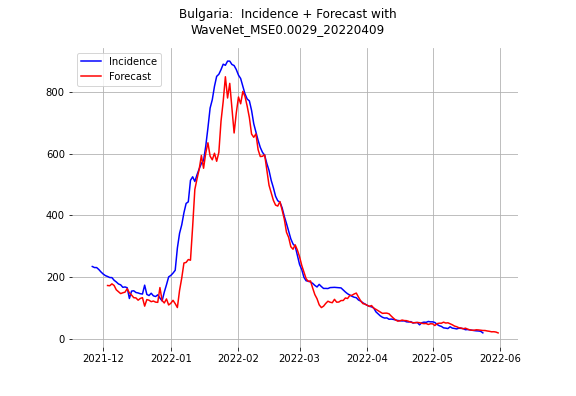 Bulgaria:  Incidence + Forecast with
WaveNet_MSE0.0029_20220409
Incidence
Forecast
800
600
400
200
0
2021-12 2022-01 2022-02 2022-03 2022-04 2022-05 2022-06